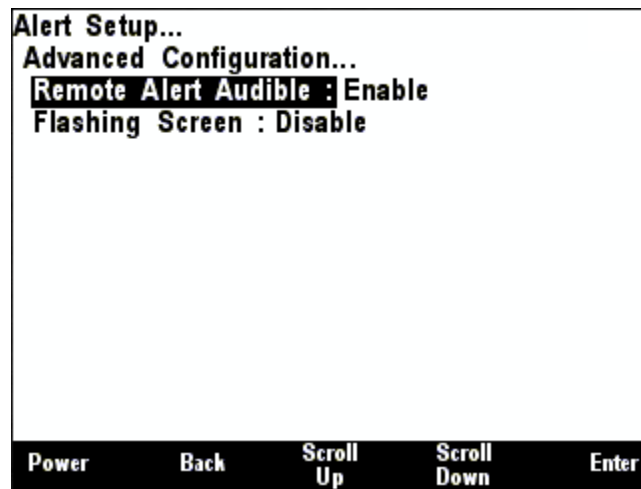 Alert Setup...
Advanced Configuration...
Remote Alert Audible : Enable
Flashing Screen : Disable
Power Back Scroll Up Scroll Down Enter